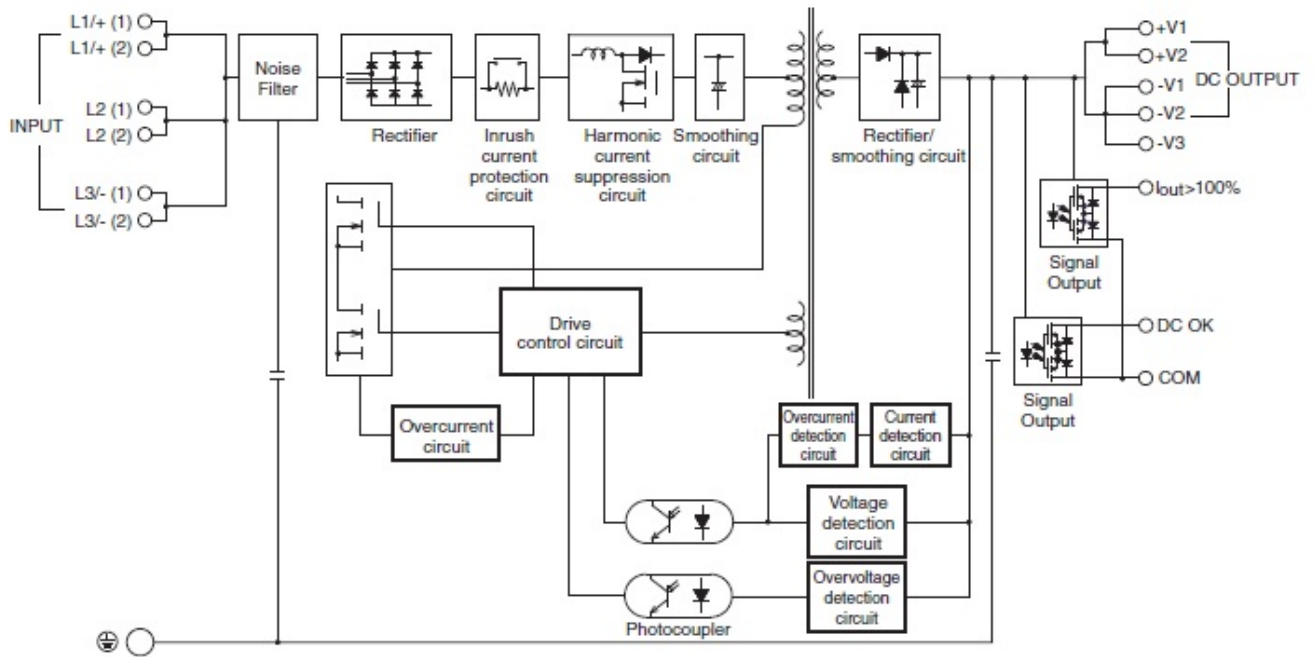 INPUT
L1/+ (1)
L1/+ (2)
L2 (1)
L2 (2)
L3/- (1)
L3/- (2)
Noise
Filter
Rectifier
Inrush
current
protection
circuit
Harmonic
current
suppression
circuit
Smoothing
circuit
Rectifier/
smoothing circuit
+V1
+V2
-V1
-V2
-V3
DC OUTPUT
Iout>100%
Signal
Output
DC OK
COM
Signal
Output
Drive
control circuit
Overcurrent
circuit
Overcurrent
detection
circuit
Current
detection
circuit
Voltage
detection
circuit
Overvoltage
detection
circuit
Photocoupler